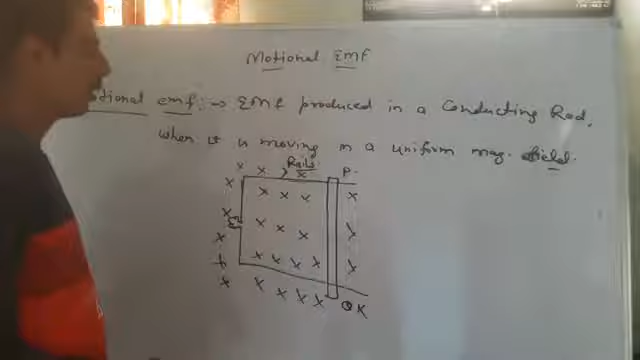 Motional EMF
otional emf :→ EMF produced in a Conducting Rod,
when it is moving in a uniform mag. field.
Rails
P
Q